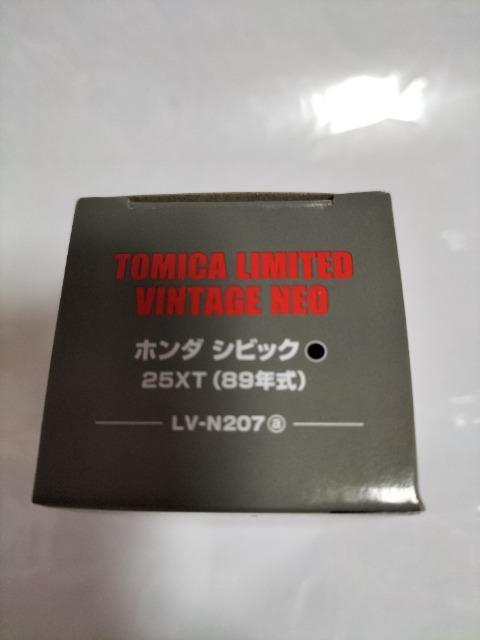 TOMICA LIMITED
VINTAGE NEO
ホンダ シビック
25XT (89年式)
LV-N207ⓐ